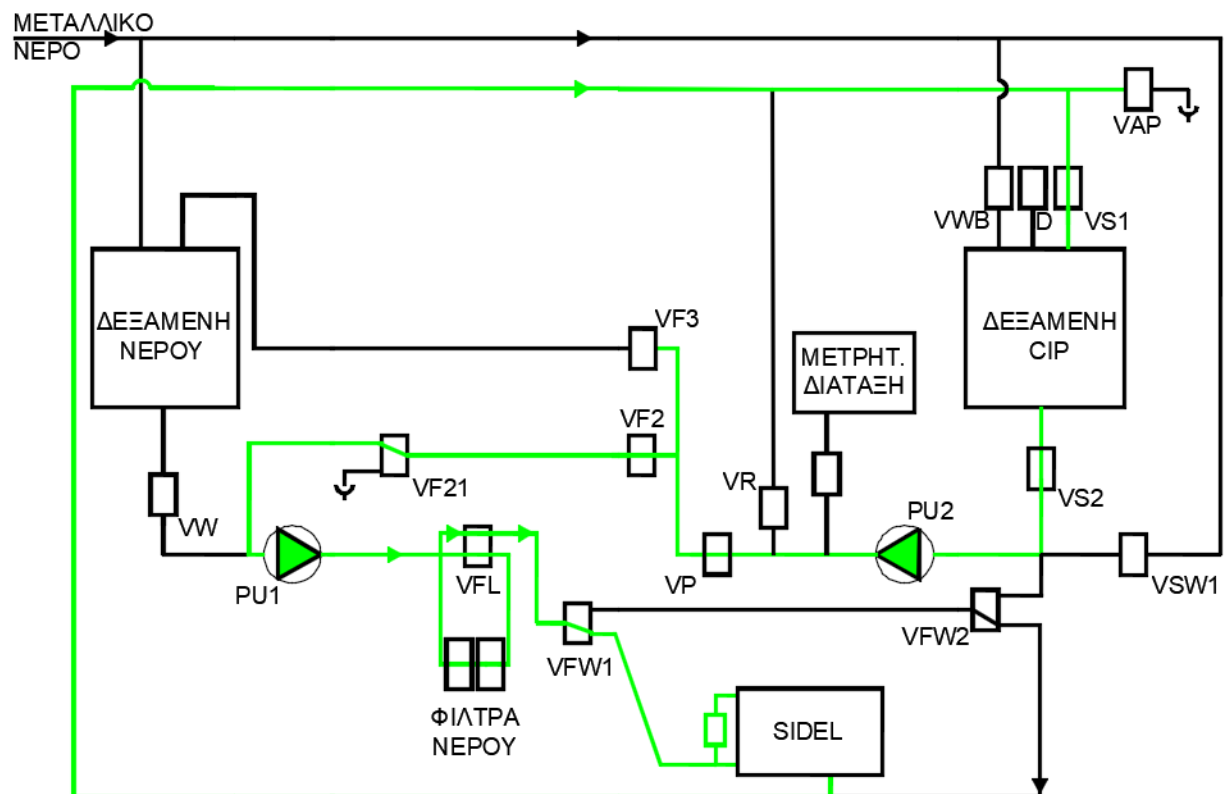 ΜΕΤΑΛΛΙΚΟ
ΝΕΡΟ
VAP
VWB
D
VS1
ΔΕΞΑΜΕΝΗ
ΝΕΡΟΥ
VF3
ΜΕΤΡΗΤ.
ΔΙΑΤΑΞΗ
ΔΕΞΑΜΕΝΗ
CIP
VF2
VF21
VR
VS2
VW
PU2
PU1
VFL
VP
VSW1
VFW1
VFW2
ΦΙΛΤΡΑ
ΝΕΡΟΥ
SIDEL